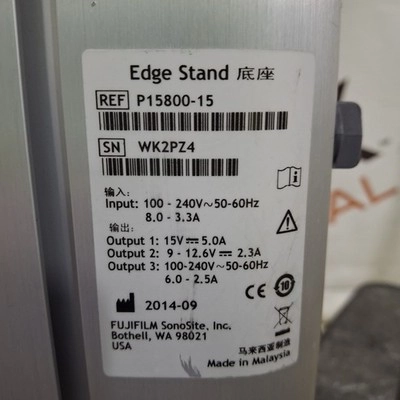 Edge Stand 底座
REF P15800-15
SN WK2PZ4
输入:
Input: 100 - 240V~50-60Hz
8.0 - 3.3A
输出:
Output 1: 15V⎓5.0A
Output 2: 9 - 12.6V⎓2.3A
Output 3: 100-240V~50-60Hz
6.0 - 2.5A
2014-09
CE 10
FUJIFILM SonoSite, Inc.
Bothell, WA 98021
USA
马来西亚制造
Made in Malaysia
AL